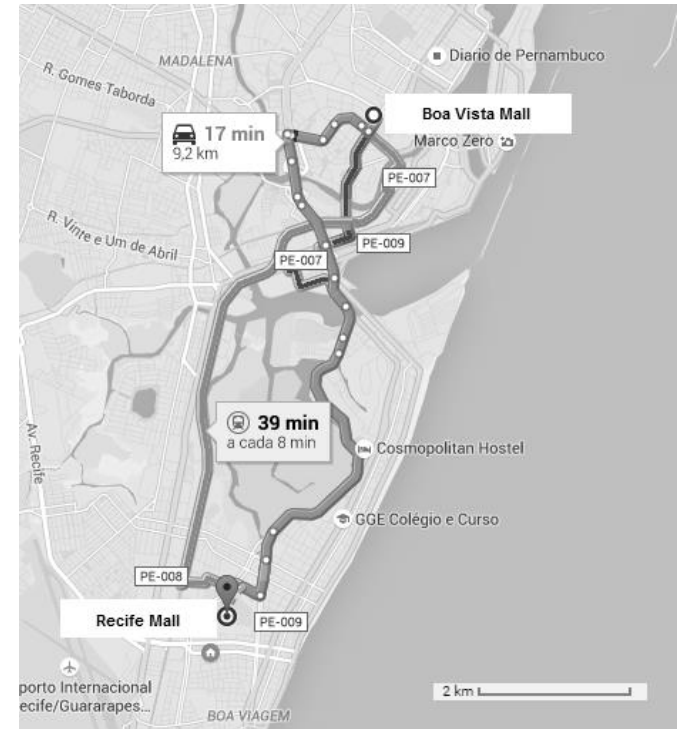 MADALENA
Diario de Pernambuco
R. Gomes Taborda
Boa Vista Mall
17 min
9,2 km
Marco Zero
PE-007
R. Vinte e Um de Abril
PE-009
PE-007
39 min
a cada 8 min
Av. Recife
Cosmopolitan Hostel
GGE Colégio e Curso
PE-008
Recife Mall
PE-009
porto Internacional
ecife/Guararapes...
2 km
BOA VIAGEM